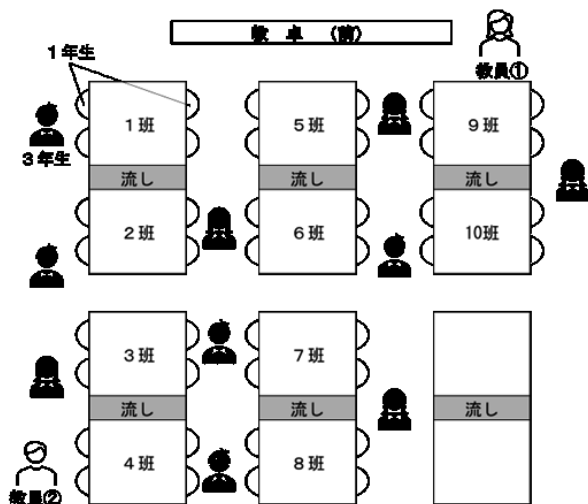 教 卓 (前)
教員①
1年生
3年生
1班
5班
9班
流し
流し
流し
2班
6班
10班
3班
7班
流し
流し
流し
4班
8班
教員②